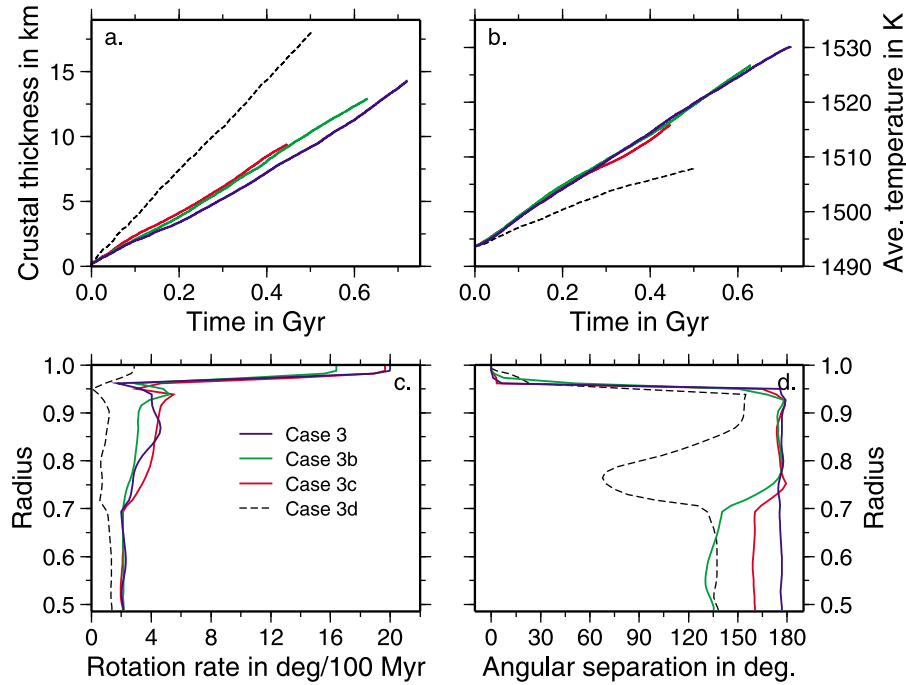 a.
b.
Crustal thickness in km
15
10
5
0
1530
1520
1510
1500
1490
Ave. temperature in K
0.0 0.2 0.4 0.6
0.0 0.2 0.4 0.6
Time in Gyr
Time in Gyr
c.
d.
Radius
1.0
0.9
0.8
0.7
0.6
0.5
Case 3
Case 3b
Case 3c
Case 3d
1.0
0.9
0.8
0.7
0.6
0.5
Radius
0 4 8 12 16 20
0 30 60 90 120 150 180
Rotation rate in deg/100 Myr
Angular separation in deg.